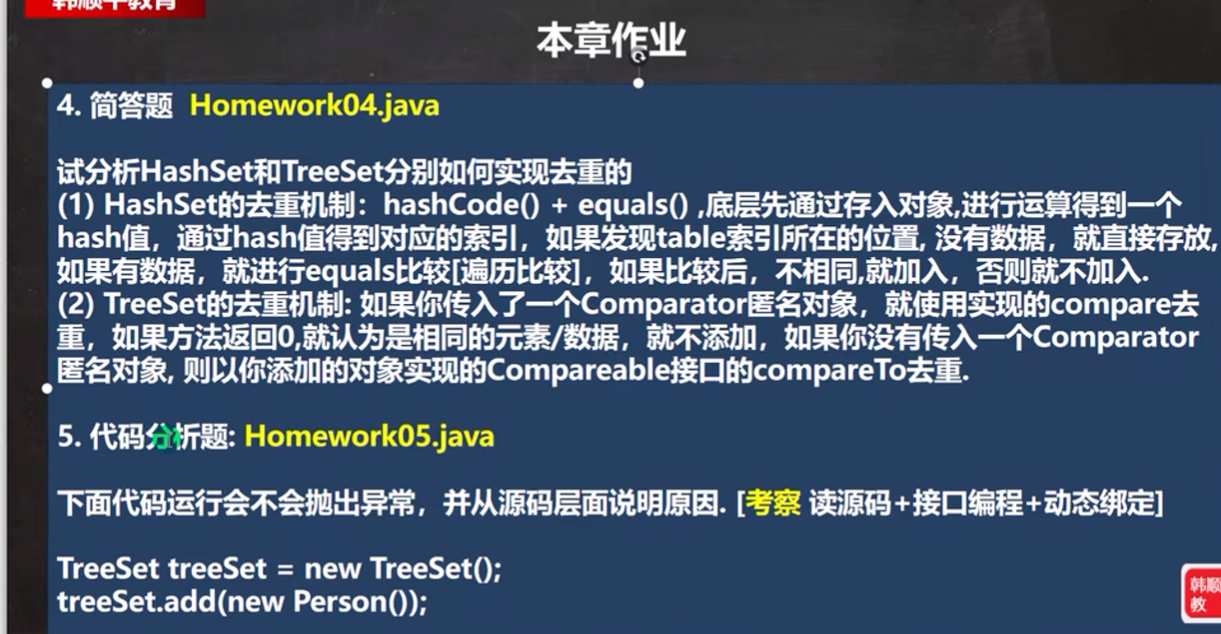 韩顺平教育
本章作业
4. 简答题 Homework04.java
试分析HashSet和TreeSet分别如何实现去重的
(1) HashSet的去重机制：hashCode() + equals() ,底层先通过存入对象,进行运算得到一个
hash值，通过hash值得到对应的索引，如果发现table索引所在的位置, 没有数据，就直接存放,
如果有数据，就进行equals比较[遍历比较]，如果比较后，不相同,就加入，否则就不加入.
(2) TreeSet的去重机制: 如果你传入了一个Comparator匿名对象，就使用实现的compare去
重，如果方法返回0,就认为是相同的元素/数据，就不添加，如果你没有传入一个Comparator
匿名对象, 则以你添加的对象实现的Compareable接口的compareTo去重.
5. 代码分析题: Homework05.java
下面代码运行会不会抛出异常，并从源码层面说明原因. [考察 读源码+接口编程+动态绑定]
TreeSet treeSet = new TreeSet();
treeSet.add(new Person());
韩顺
教